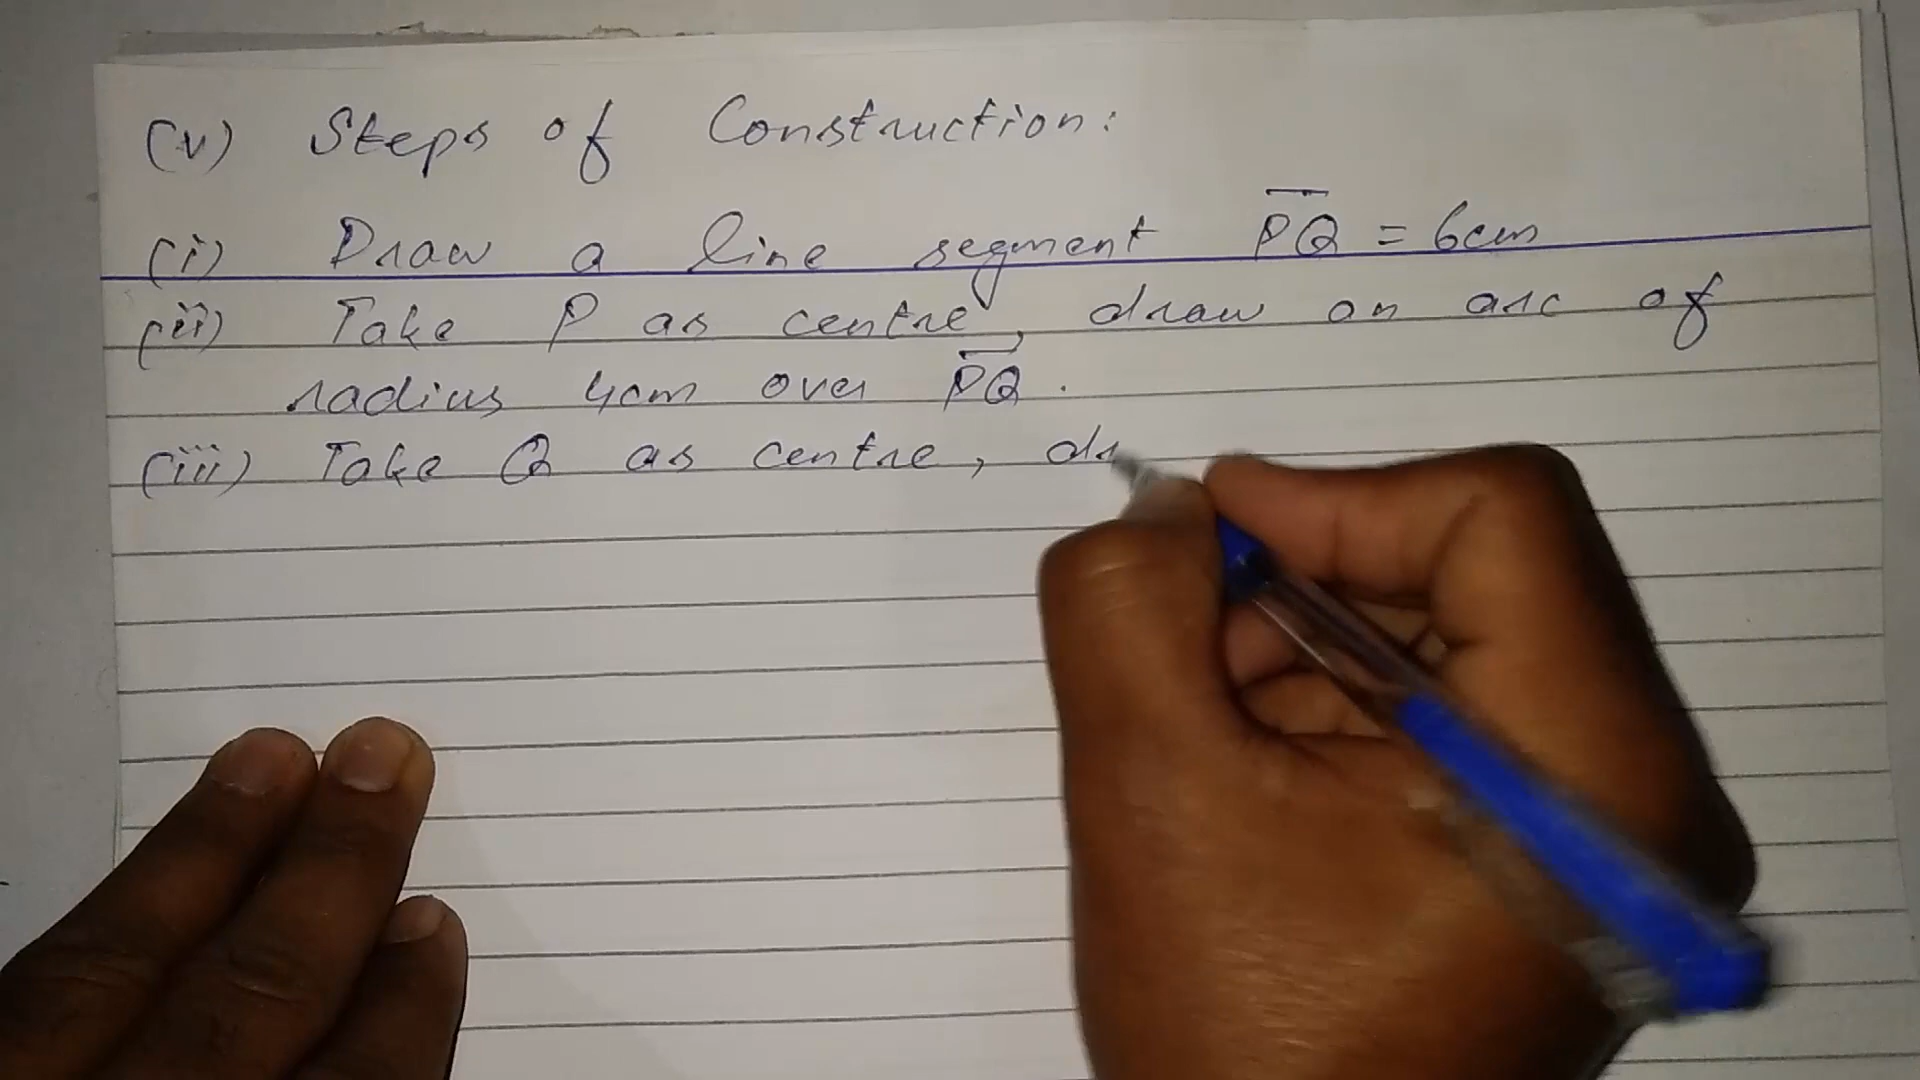 (v) Steps of Construction:
(i) Draw a line segment P̅Q̅ = 6cm
(ii) Take P as centre, draw an arc of
radius 4cm over P̅Q̅.
(iii) Take Q as centre,